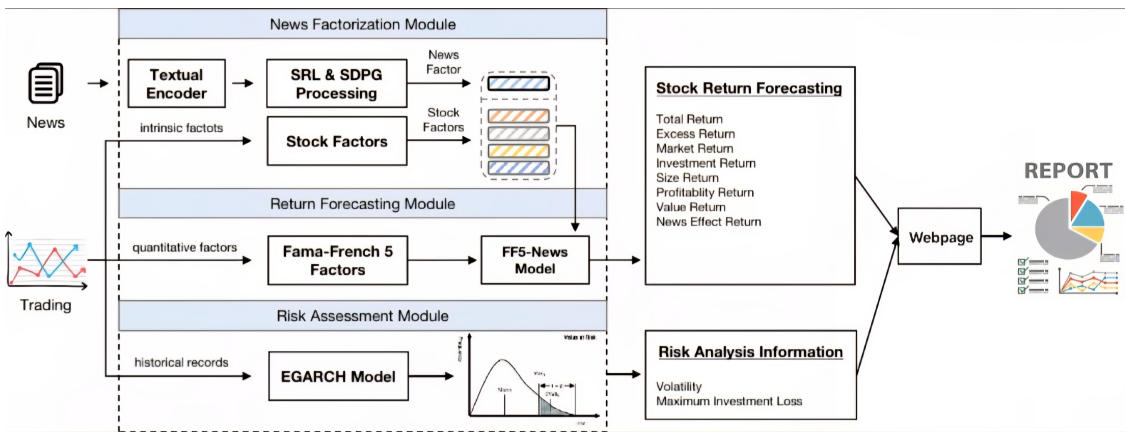 News Factorization Module
News
Textual
Encoder
SRL & SDPG
Processing
News
Factor
intrinsic factots
Stock Factors
Stock
Factors
Return Forecasting Module
Trading
quantitative factors
Fama-French 5
Factors
FF5-News
Model
Risk Assessment Module
historical records
EGARCH Model
Value at Risk
Mean
Stock Return Forecasting
Total Return
Excess Return
Market Return
Investment Return
Size Return
Profitablity Return
Value Return
News Effect Return
Risk Analysis Information
Volatility
Maximum Investment Loss
Webpage
REPORT